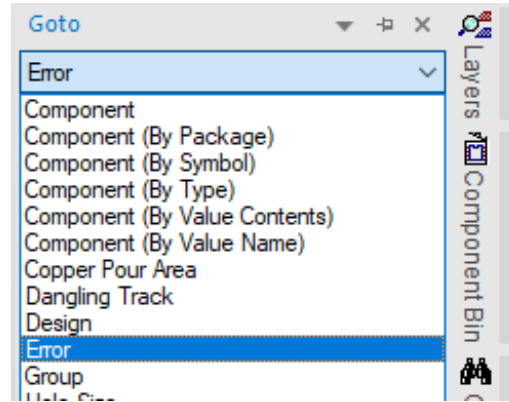 Goto
Error
Component
Component (By Package)
Component (By Symbol)
Component (By Type)
Component (By Value Contents)
Component (By Value Name)
Copper Pour Area
Dangling Track
Design
Error
Group
Layers
Component Bin